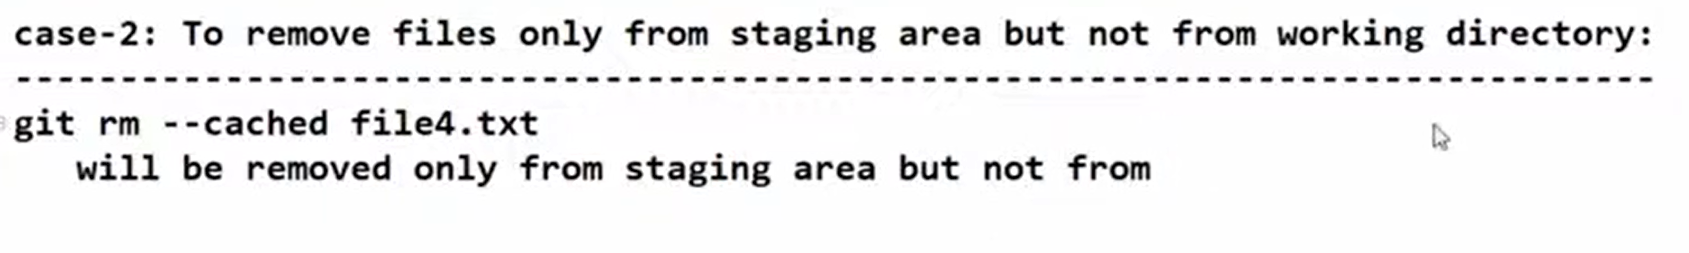 case-2: To remove files only from staging area but not from working directory:
------------------------------------------------------------------------------
git rm --cached file4.txt
will be removed only from staging area but not from